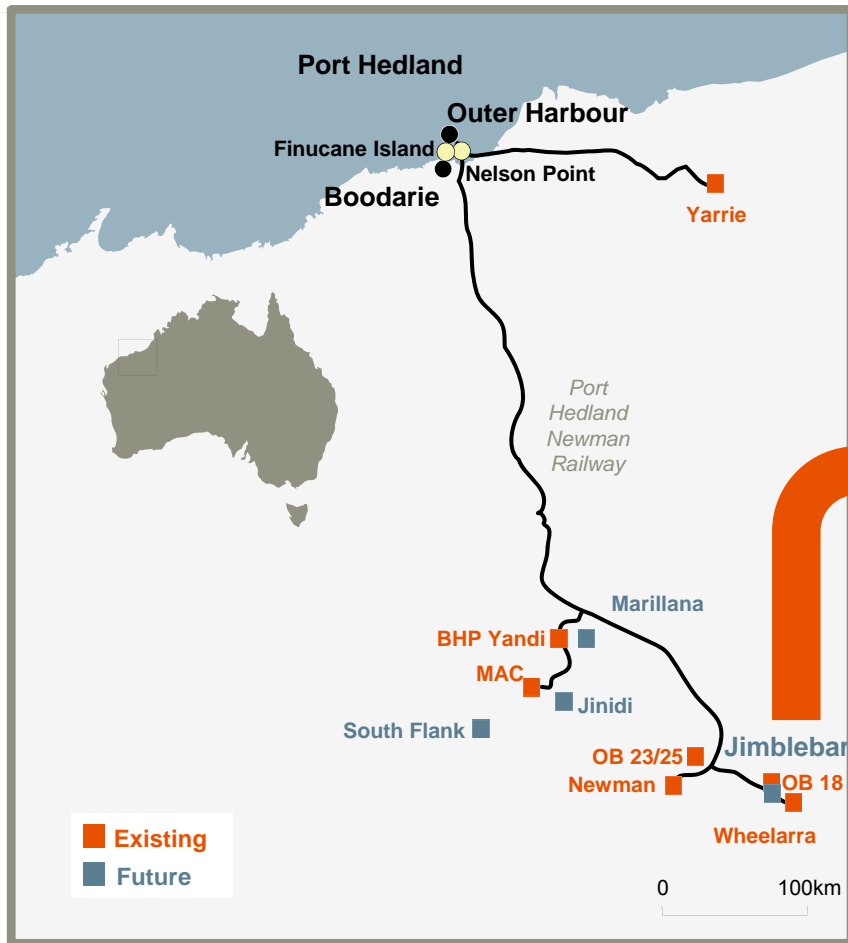 Port Hedland
Outer Harbour
Finucane Island
Nelson Point
Boodarie
Yarrie
Port
Hedland
Newman
Railway
Marillana
BHP Yandi
MAC
Jinidi
South Flank
Jimblebar
OB 23/25
OB 18
Newman
Wheelarra
Existing
Future
0 100km